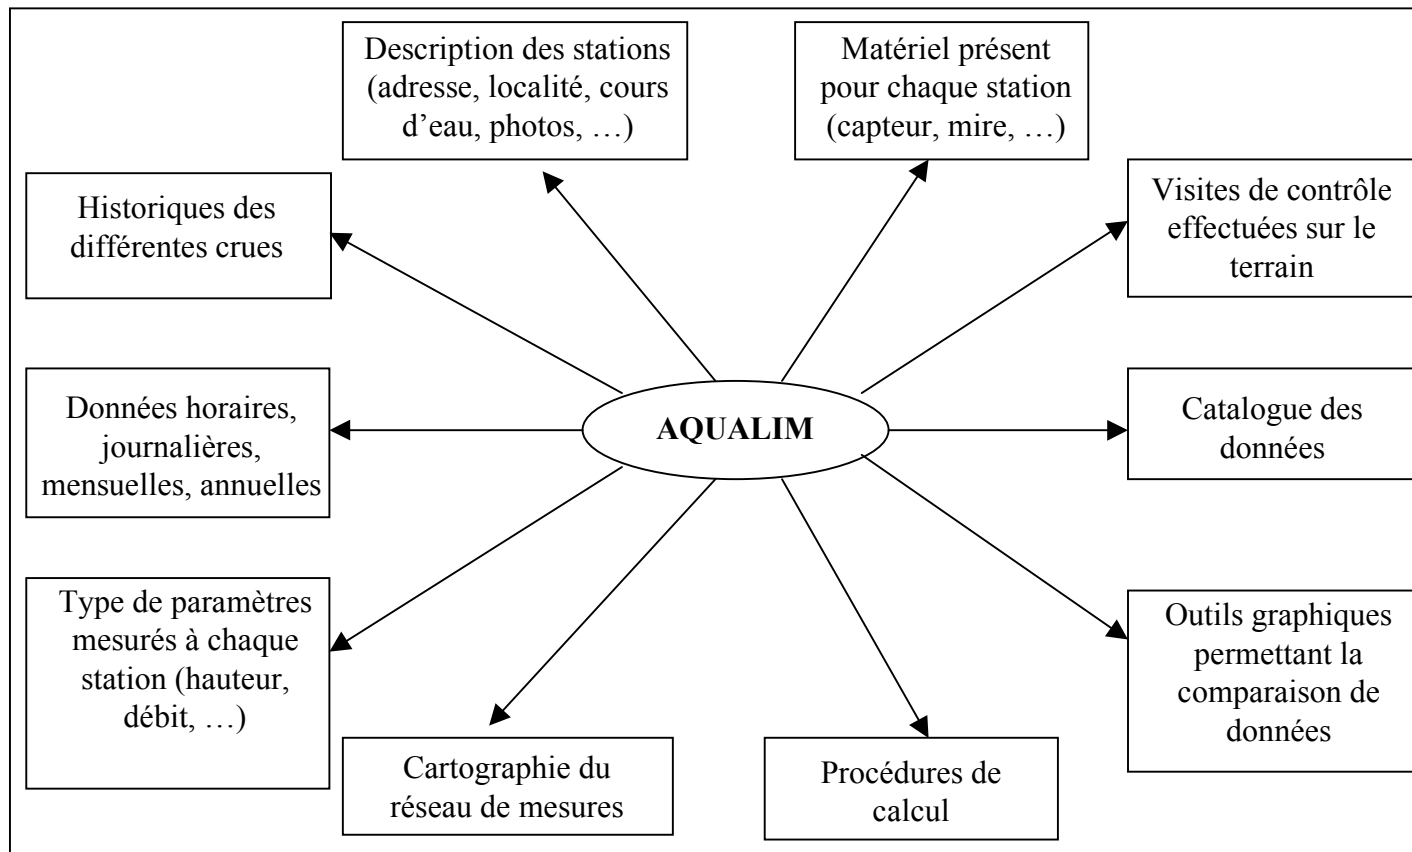 Description des stations
(adresse, localité, cours
d’eau, photos, …)
Matériel présent
pour chaque station
(capteur, mire, …)
Historiques des
différentes crues
Visites de contrôle
effectuées sur le
terrain
Données horaires,
journalières,
mensuelles, annuelles
AQUALIM
Catalogue des
données
Type de paramètres
mesurés à chaque
station (hauteur,
débit, …)
Outils graphiques
permettant la
comparaison de
données
Cartographie du
réseau de mesures
Procédures de
calcul